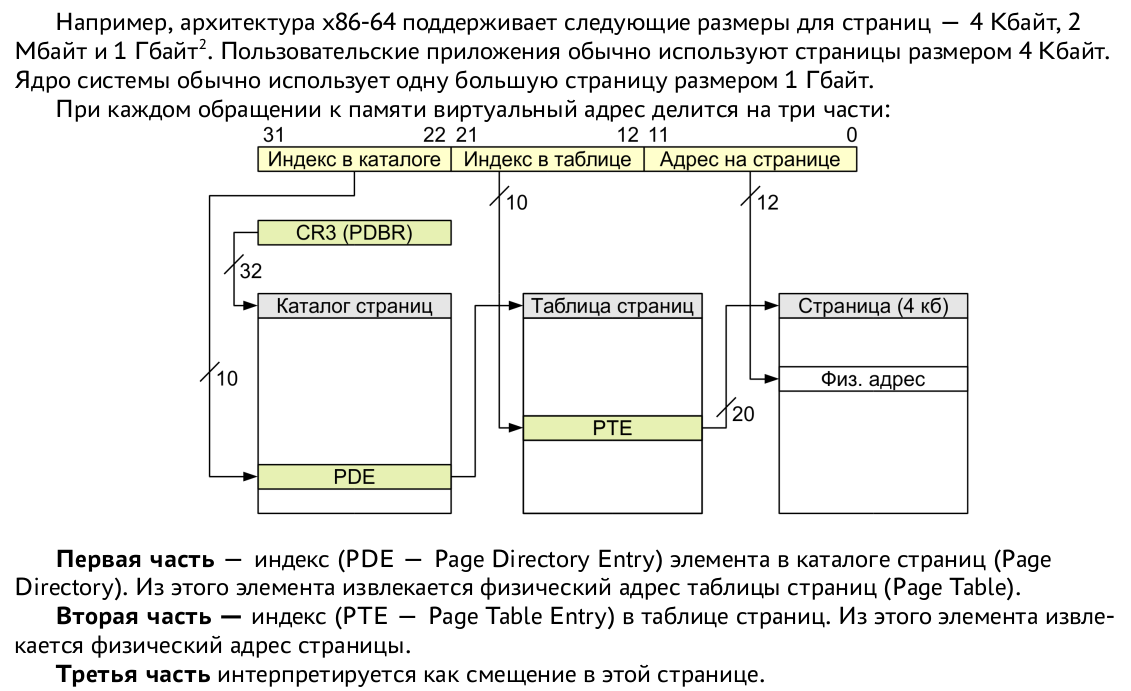 Например, архитектура x86-64 поддерживает следующие размеры для страниц — 4 Кбайт, 2
Мбайт и 1 Гбайт². Пользовательские приложения обычно используют страницы размером 4 Кбайт.
Ядро системы обычно использует одну большую страницу размером 1 Гбайт.
При каждом обращении к памяти виртуальный адрес делится на три части:
31 22 21 12 11 0
Индекс в каталоге Индекс в таблице Адрес на странице
10 12
CR3 (PDBR)
32
Каталог страниц Таблица страниц Страница (4 кб)
10 Физ. адрес
20
PTE
PDE
Первая часть — индекс (PDE — Page Directory Entry) элемента в каталоге страниц (Page
Directory). Из этого элемента извлекается физический адрес таблицы страниц (Page Table).
Вторая часть — индекс (PTE — Page Table Entry) в таблице страниц. Из этого элемента извле-
кается физический адрес страницы.
Третья часть интерпретируется как смещение в этой странице.